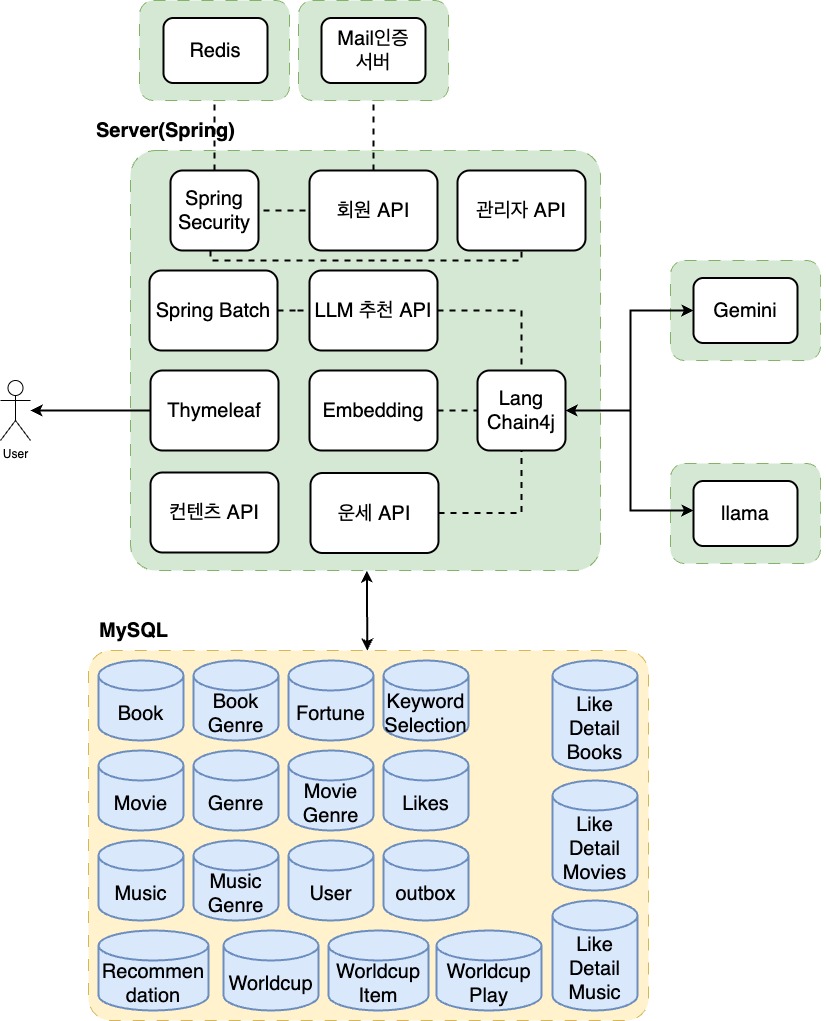 Redis
Mail인증
서버
Server(Spring)
Spring
Security
회원 API
관리자 API
Spring Batch
LLM 추천 API
Gemini
User
Thymeleaf
Embedding
Lang
Chain4j
컨텐츠 API
운세 API
llama
MySQL
Book
Book
Genre
Fortune
Keyword
Selection
Like
Detail
Books
Movie
Genre
Movie
Genre
Likes
Like
Detail
Movies
Music
Music
Genre
User
outbox
Like
Detail
Music
Recommen
dation
Worldcup
Worldcup
Item
Worldcup
Play